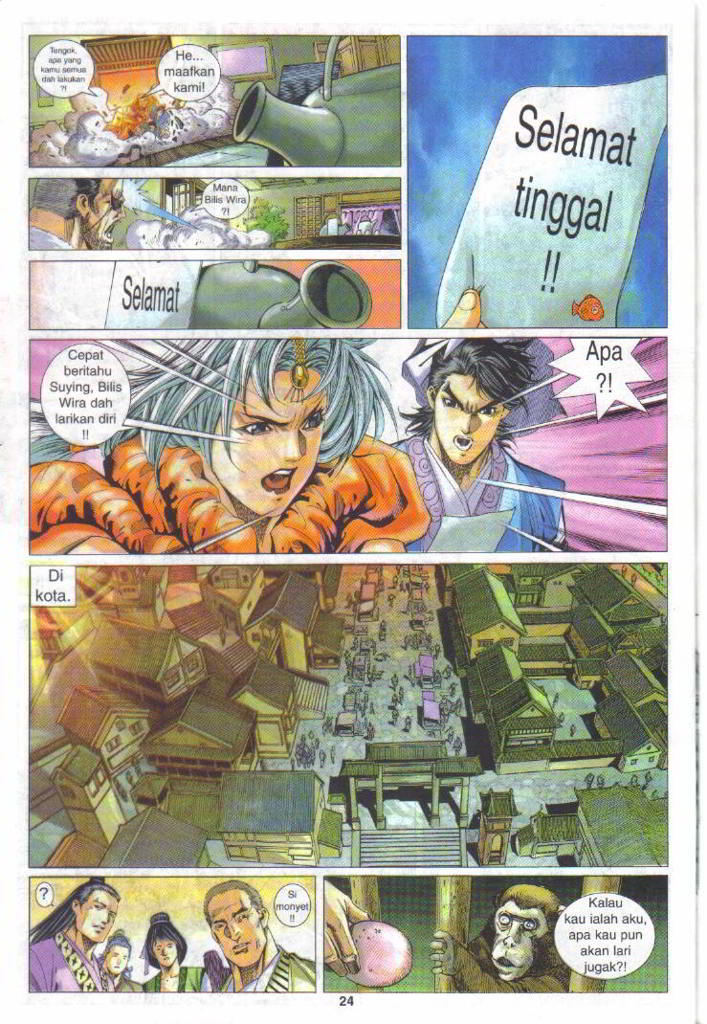 Tengok,
apa yang
kamu semua
dah lakukan
?!
He...
maafkan
kami!
Mana
Bilis Wira
?!
Selamat
Selamat
tinggal
!!
Cepat
beritahu
Suying, Bilis
Wira dah
larikan diri
!!
Apa
?!
Di
kota.
?
Si
monyet
!!
Kalau
kau ialah aku,
apa kau pun
akan lari
jugak?!
24